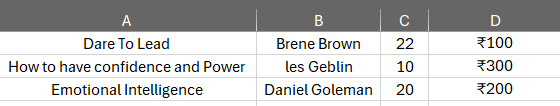 A B C D
Dare To Lead Brene Brown 22 ₹100
How to have confidence and Power les Geblin 10 ₹300
Emotional Intelligence Daniel Goleman 20 ₹200